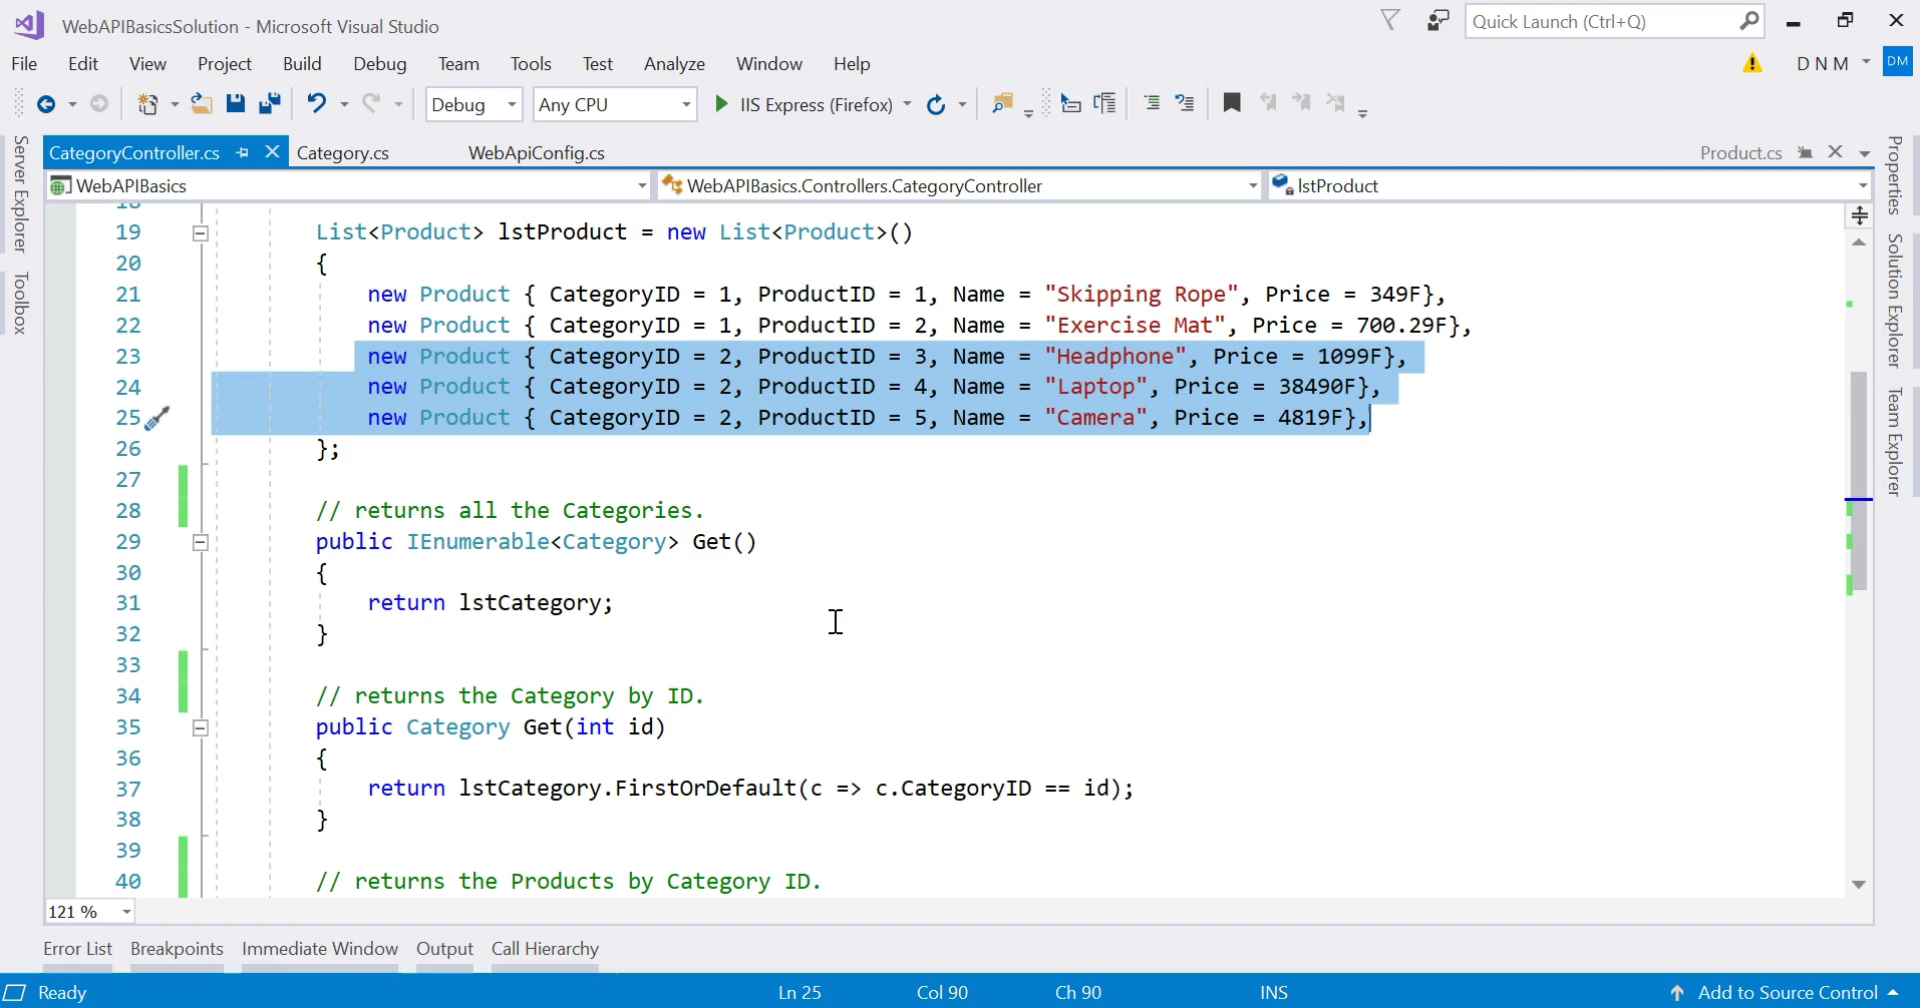 WebAPIBasicsSolution - Microsoft Visual Studio
Quick Launch (Ctrl+Q)
File Edit View Project Build Debug Team Tools Test Analyze Window Help
D N M
DM
Debug Any CPU IIS Express (Firefox)
CategoryController.cs Category.cs WebApiConfig.cs Product.cs
WebAPIBasics WebAPIBasics.Controllers.CategoryController lstProduct
Server Explorer
Toolbox
Properties
Solution Explorer
Team Explorer
18
19 List<Product> lstProduct = new List<Product>()
20 {
21 new Product { CategoryID = 1, ProductID = 1, Name = "Skipping Rope", Price = 349F},
22 new Product { CategoryID = 1, ProductID = 2, Name = "Exercise Mat", Price = 700.29F},
23 new Product { CategoryID = 2, ProductID = 3, Name = "Headphone", Price = 1099F},
24 new Product { CategoryID = 2, ProductID = 4, Name = "Laptop", Price = 38490F},
25 new Product { CategoryID = 2, ProductID = 5, Name = "Camera", Price = 4819F},
26 };
27
28 // returns all the Categories.
29 public IEnumerable<Category> Get()
30 {
31 return lstCategory;
32 }
33
34 // returns the Category by ID.
35 public Category Get(int id)
36 {
37 return lstCategory.FirstOrDefault(c => c.CategoryID == id);
38 }
39
40 // returns the Products by Category ID.
121 %
Error List Breakpoints Immediate Window Output Call Hierarchy
Ready Ln 25 Col 90 Ch 90 INS Add to Source Control